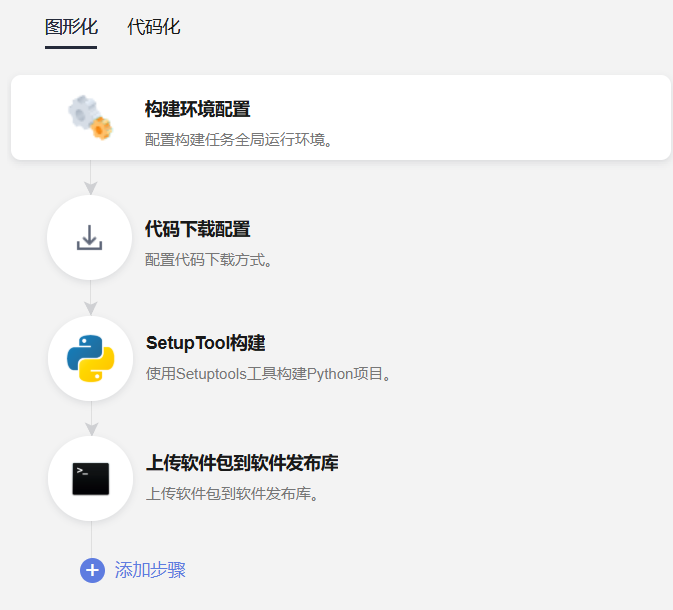 图形化 代码化
构建环境配置
配置构建任务全局运行环境。
代码下载配置
配置代码下载方式。
SetupTool构建
使用Setuptools工具构建Python项目。
>_
上传软件包到软件发布库
上传软件包到软件发布库。
添加步骤